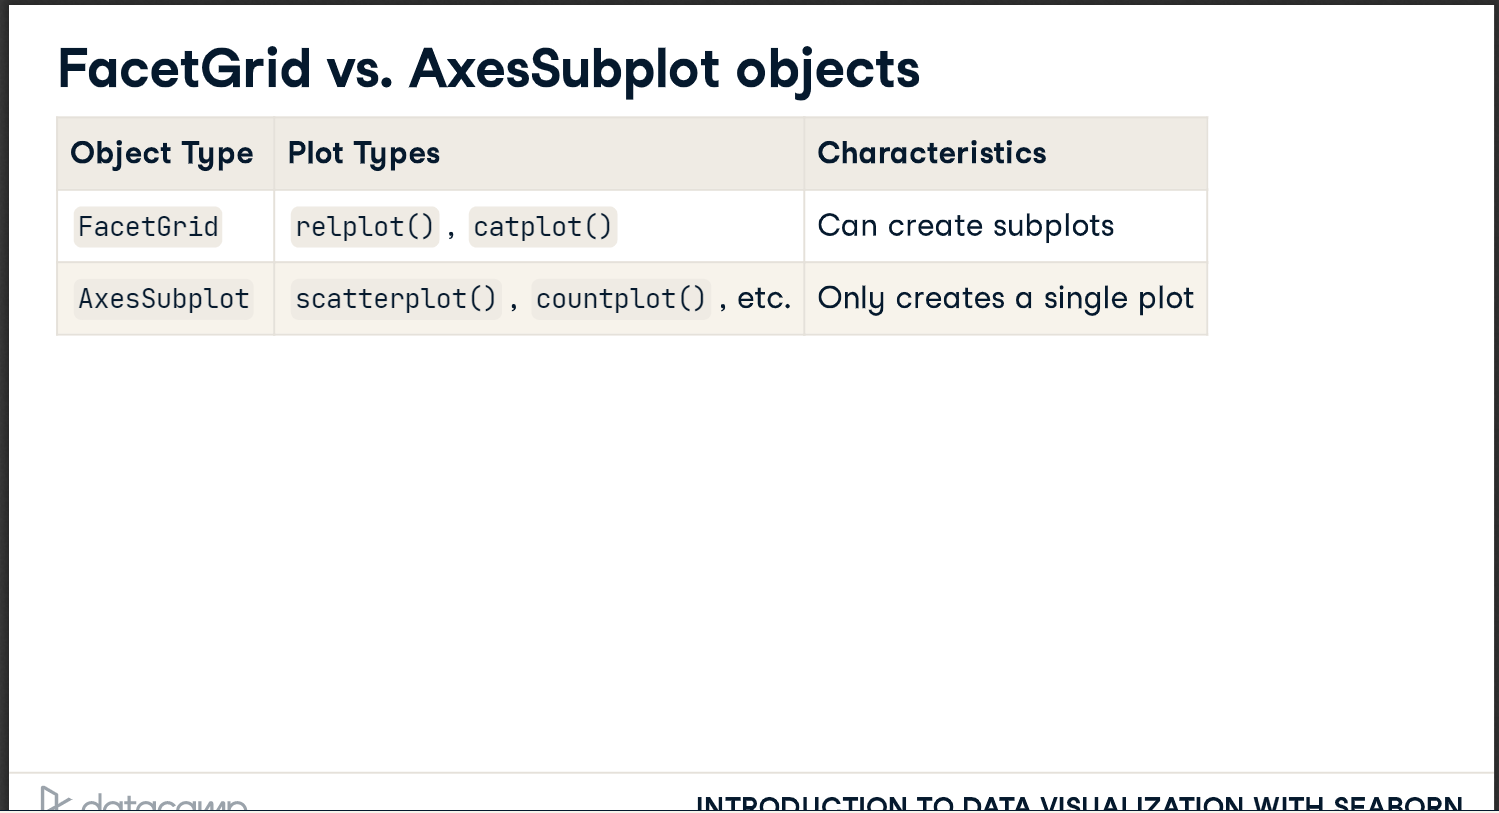 FacetGrid vs. AxesSubplot objects
Object Type Plot Types Characteristics
FacetGrid relplot() , catplot() Can create subplots
AxesSubplot scatterplot() , countplot() , etc. Only creates a single plot
datacamp INTRODUCTION TO DATA VISUALIZATION WITH SEABORN